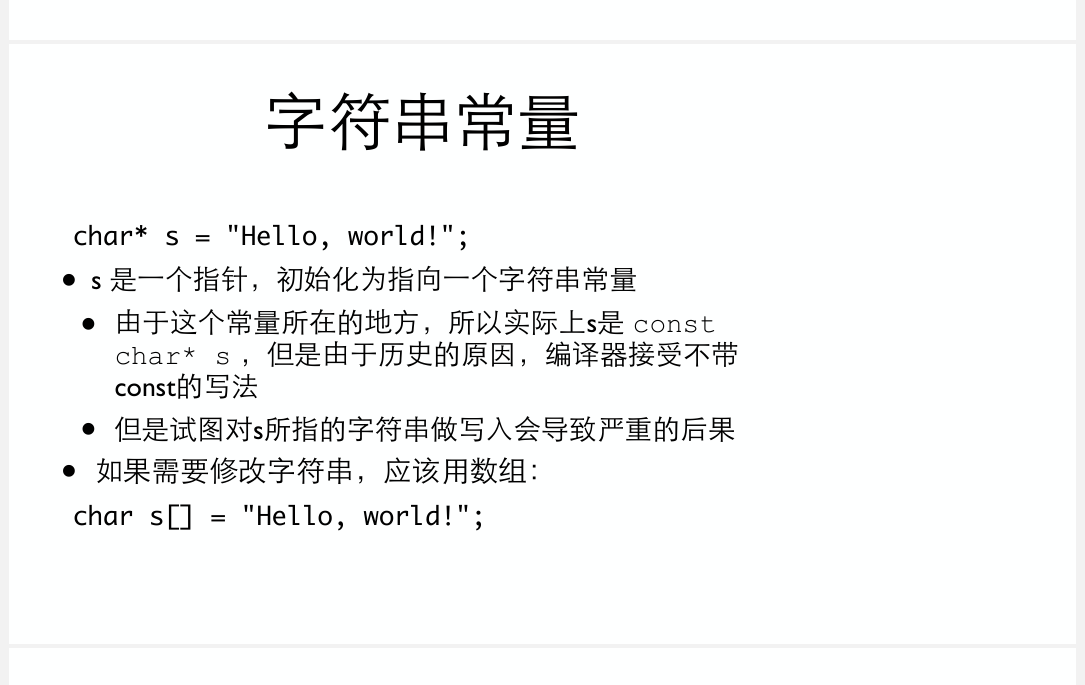 字符串常量
char* s = "Hello, world!";
• s 是一个指针，初始化为指向一个字符串常量
• 由于这个常量所在的地方，所以实际上s是 const
char* s ，但是由于历史的原因，编译器接受不带
const的写法
• 但是试图对s所指的字符串做写入会导致严重的后果
• 如果需要修改字符串，应该用数组：
char s[] = "Hello, world!";